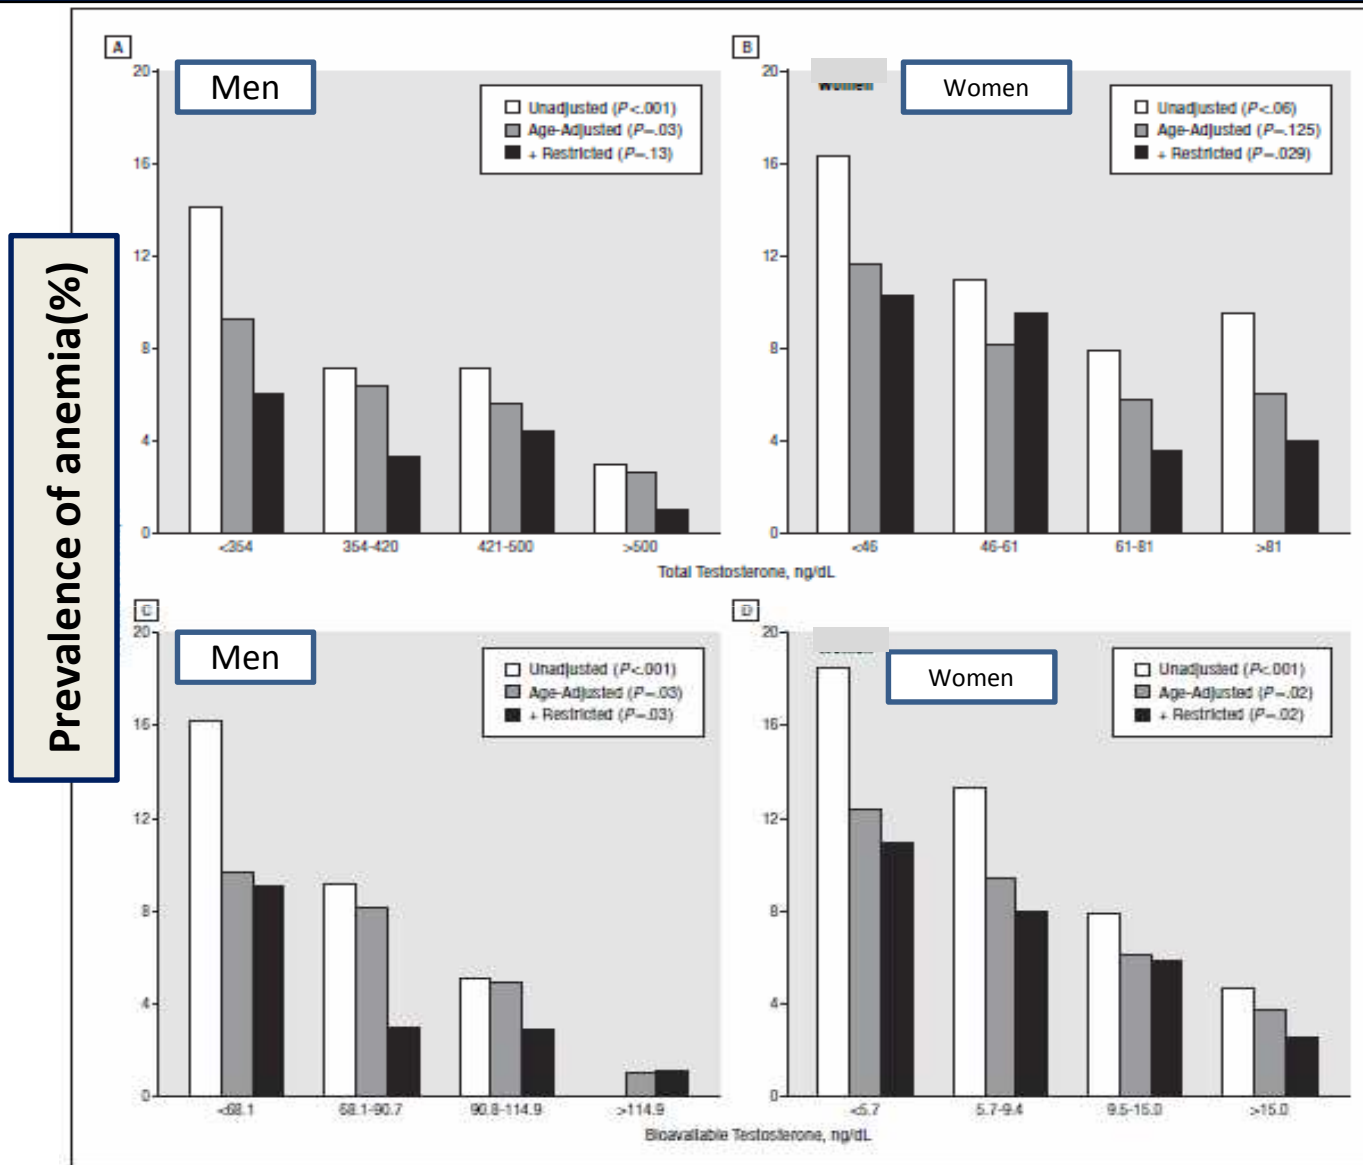 Prevalence of anemia(%)
A
Men
20
16
12
8
4
0
Unadjusted (P<.001)
Age-Adjusted (P=.03)
+ Restricted (P=.13)
<354
354-420
421-500
>500
B
Women
20
16
12
8
4
0
Unadjusted (P<.06)
Age-Adjusted (P=.125)
+ Restricted (P=.029)
<46
46-61
61-81
>81
Total Testosterone, ng/dL
C
Men
20
16
12
8
4
0
Unadjusted (P<.001)
Age-Adjusted (P=.03)
+ Restricted (P=.03)
<68.1
68.1-90.7
90.8-114.9
>114.9
D
Women
20
16
12
8
4
0
Unadjusted (P<.001)
Age-Adjusted (P=.02)
+ Restricted (P=.02)
<5.7
5.7-9.4
9.5-15.0
>15.0
Bioavailable Testosterone, ng/dL